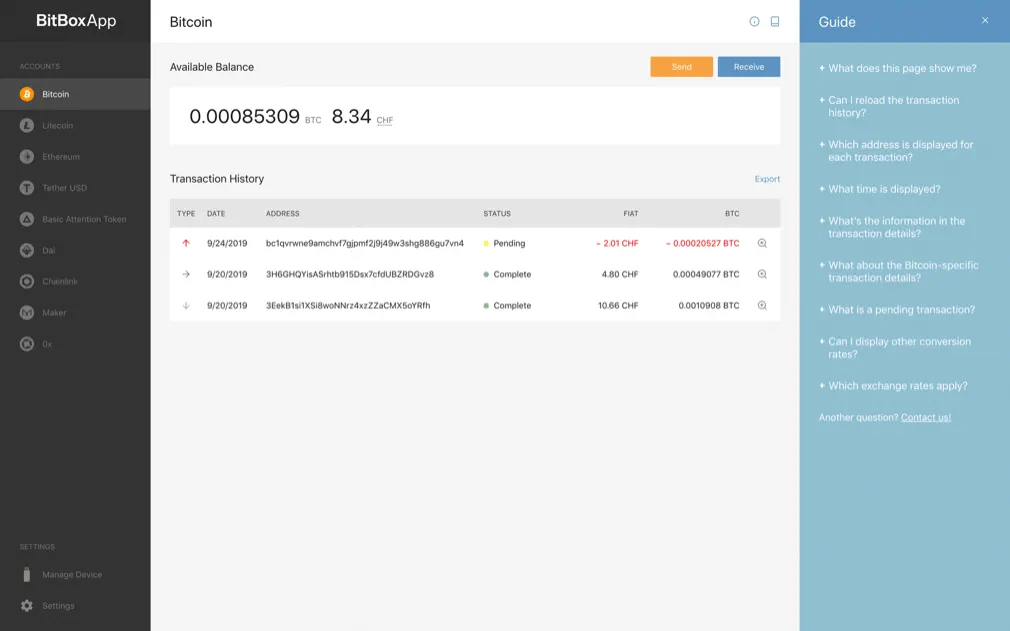 BitBoxApp
ACCOUNTS
Bitcoin
Litecoin
Ethereum
Tether USD
Basic Attention Token
Dai
Chainlink
Maker
0x
SETTINGS
Manage Device
Settings
Bitcoin
Available Balance
Send
Receive
0.00085309 BTC 8.34 CHF
Transaction History
Export
TYPE DATE ADDRESS STATUS FIAT BTC
9/24/2019 bc1qvrwne9amchvf7gjpmf2j9j49w3shg886gu7vn4 Pending − 2.01 CHF − 0.00020527 BTC
9/20/2019 3H6GHQYisASrhtb915Dsx7cfdUBZRDGvz8 Complete 4.80 CHF 0.00049077 BTC
9/20/2019 3EekB1si1XSi8woNNrz4xzZZaCMX5oYRfh Complete 10.66 CHF 0.0010908 BTC
Guide
+ What does this page show me?
+ Can I reload the transaction
history?
+ Which address is displayed for
each transaction?
+ What time is displayed?
+ What's the information in the
transaction details?
+ What about the Bitcoin-specific
transaction details?
+ What is a pending transaction?
+ Can I display other conversion
rates?
+ Which exchange rates apply?
Another question? Contact us!